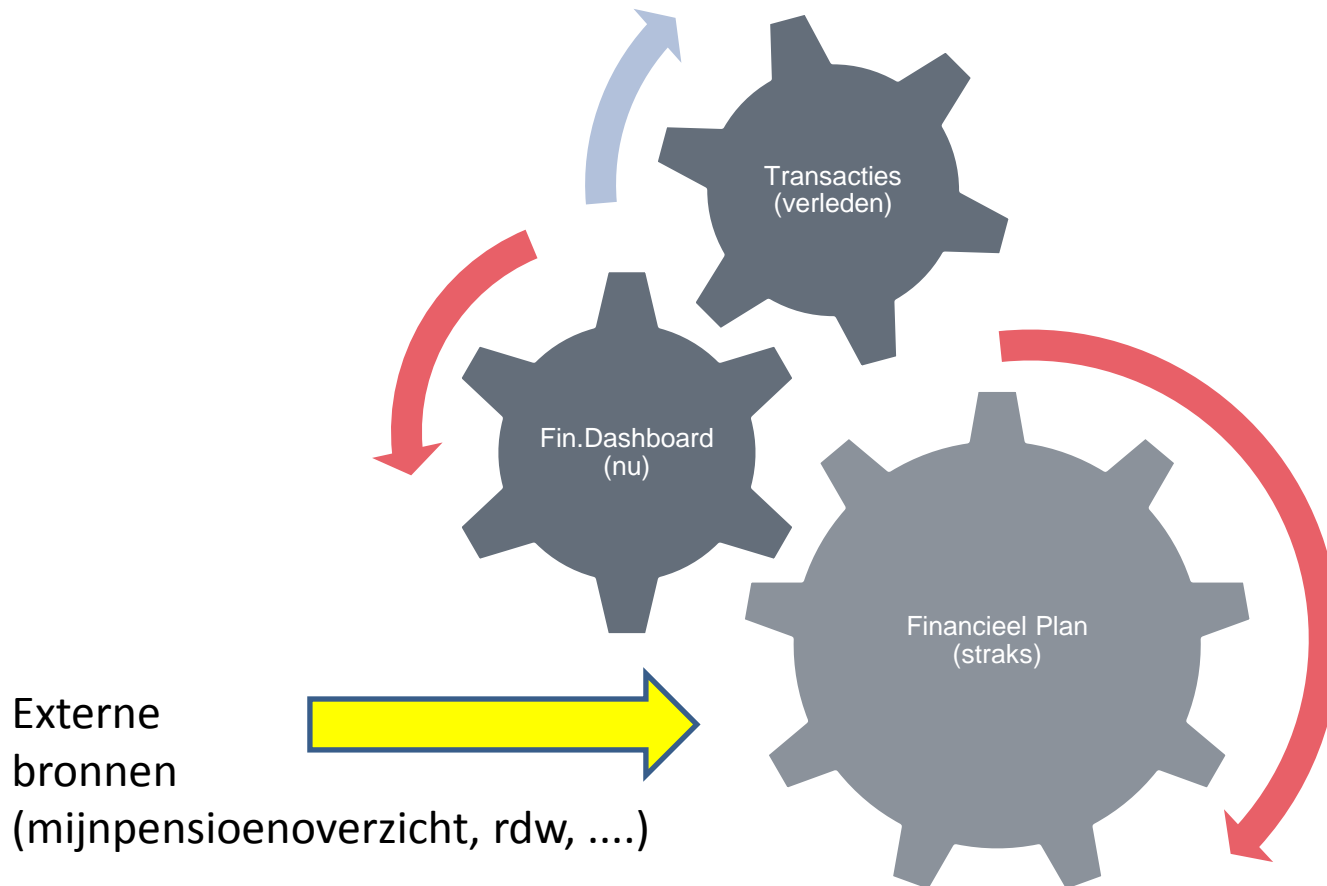 Transacties
(verleden)
Fin.Dashboard
(nu)
Financieel Plan
(straks)
Externe
bronnen
(mijnpensioenoverzicht, rdw, ....)